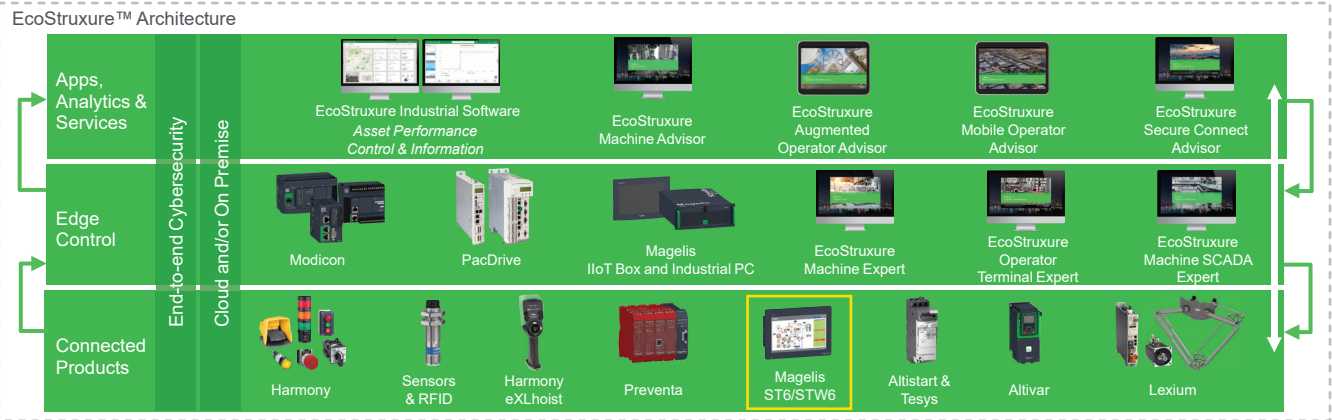 EcoStruxure™ Architecture
Apps,
Analytics &
Services
End-to-end Cybersecurity
Cloud and/or On Premise
EcoStruxure Industrial Software
Asset Performance
Control & Information
EcoStruxure
Machine Advisor
EcoStruxure
Augmented
Operator Advisor
EcoStruxure
Mobile Operator
Advisor
EcoStruxure
Secure Connect
Advisor
Edge
Control
Modicon
PacDrive
Magelis
IIoT Box and Industrial PC
EcoStruxure
Machine Expert
EcoStruxure
Operator
Terminal Expert
EcoStruxure
Machine SCADA
Expert
Connected
Products
Harmony
Sensors
& RFID
Harmony
eXLhoist
Preventa
Magelis
ST6/STW6
Altistart &
Tesys
Altivar
Lexium